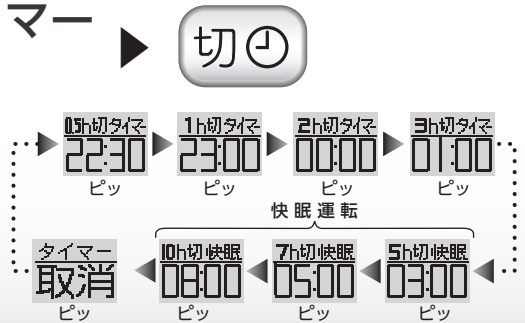 マー
切
0.5h切タイマー
22:30
ピッ
1h切タイマー
23:00
ピッ
2h切タイマー
00:00
ピッ
3h切タイマー
01:00
ピッ
快眠運転
タイマー
取消
ピッ
10h切快眠
08:00
ピッ
7h切快眠
05:00
ピッ
5h切快眠
03:00
ピッ